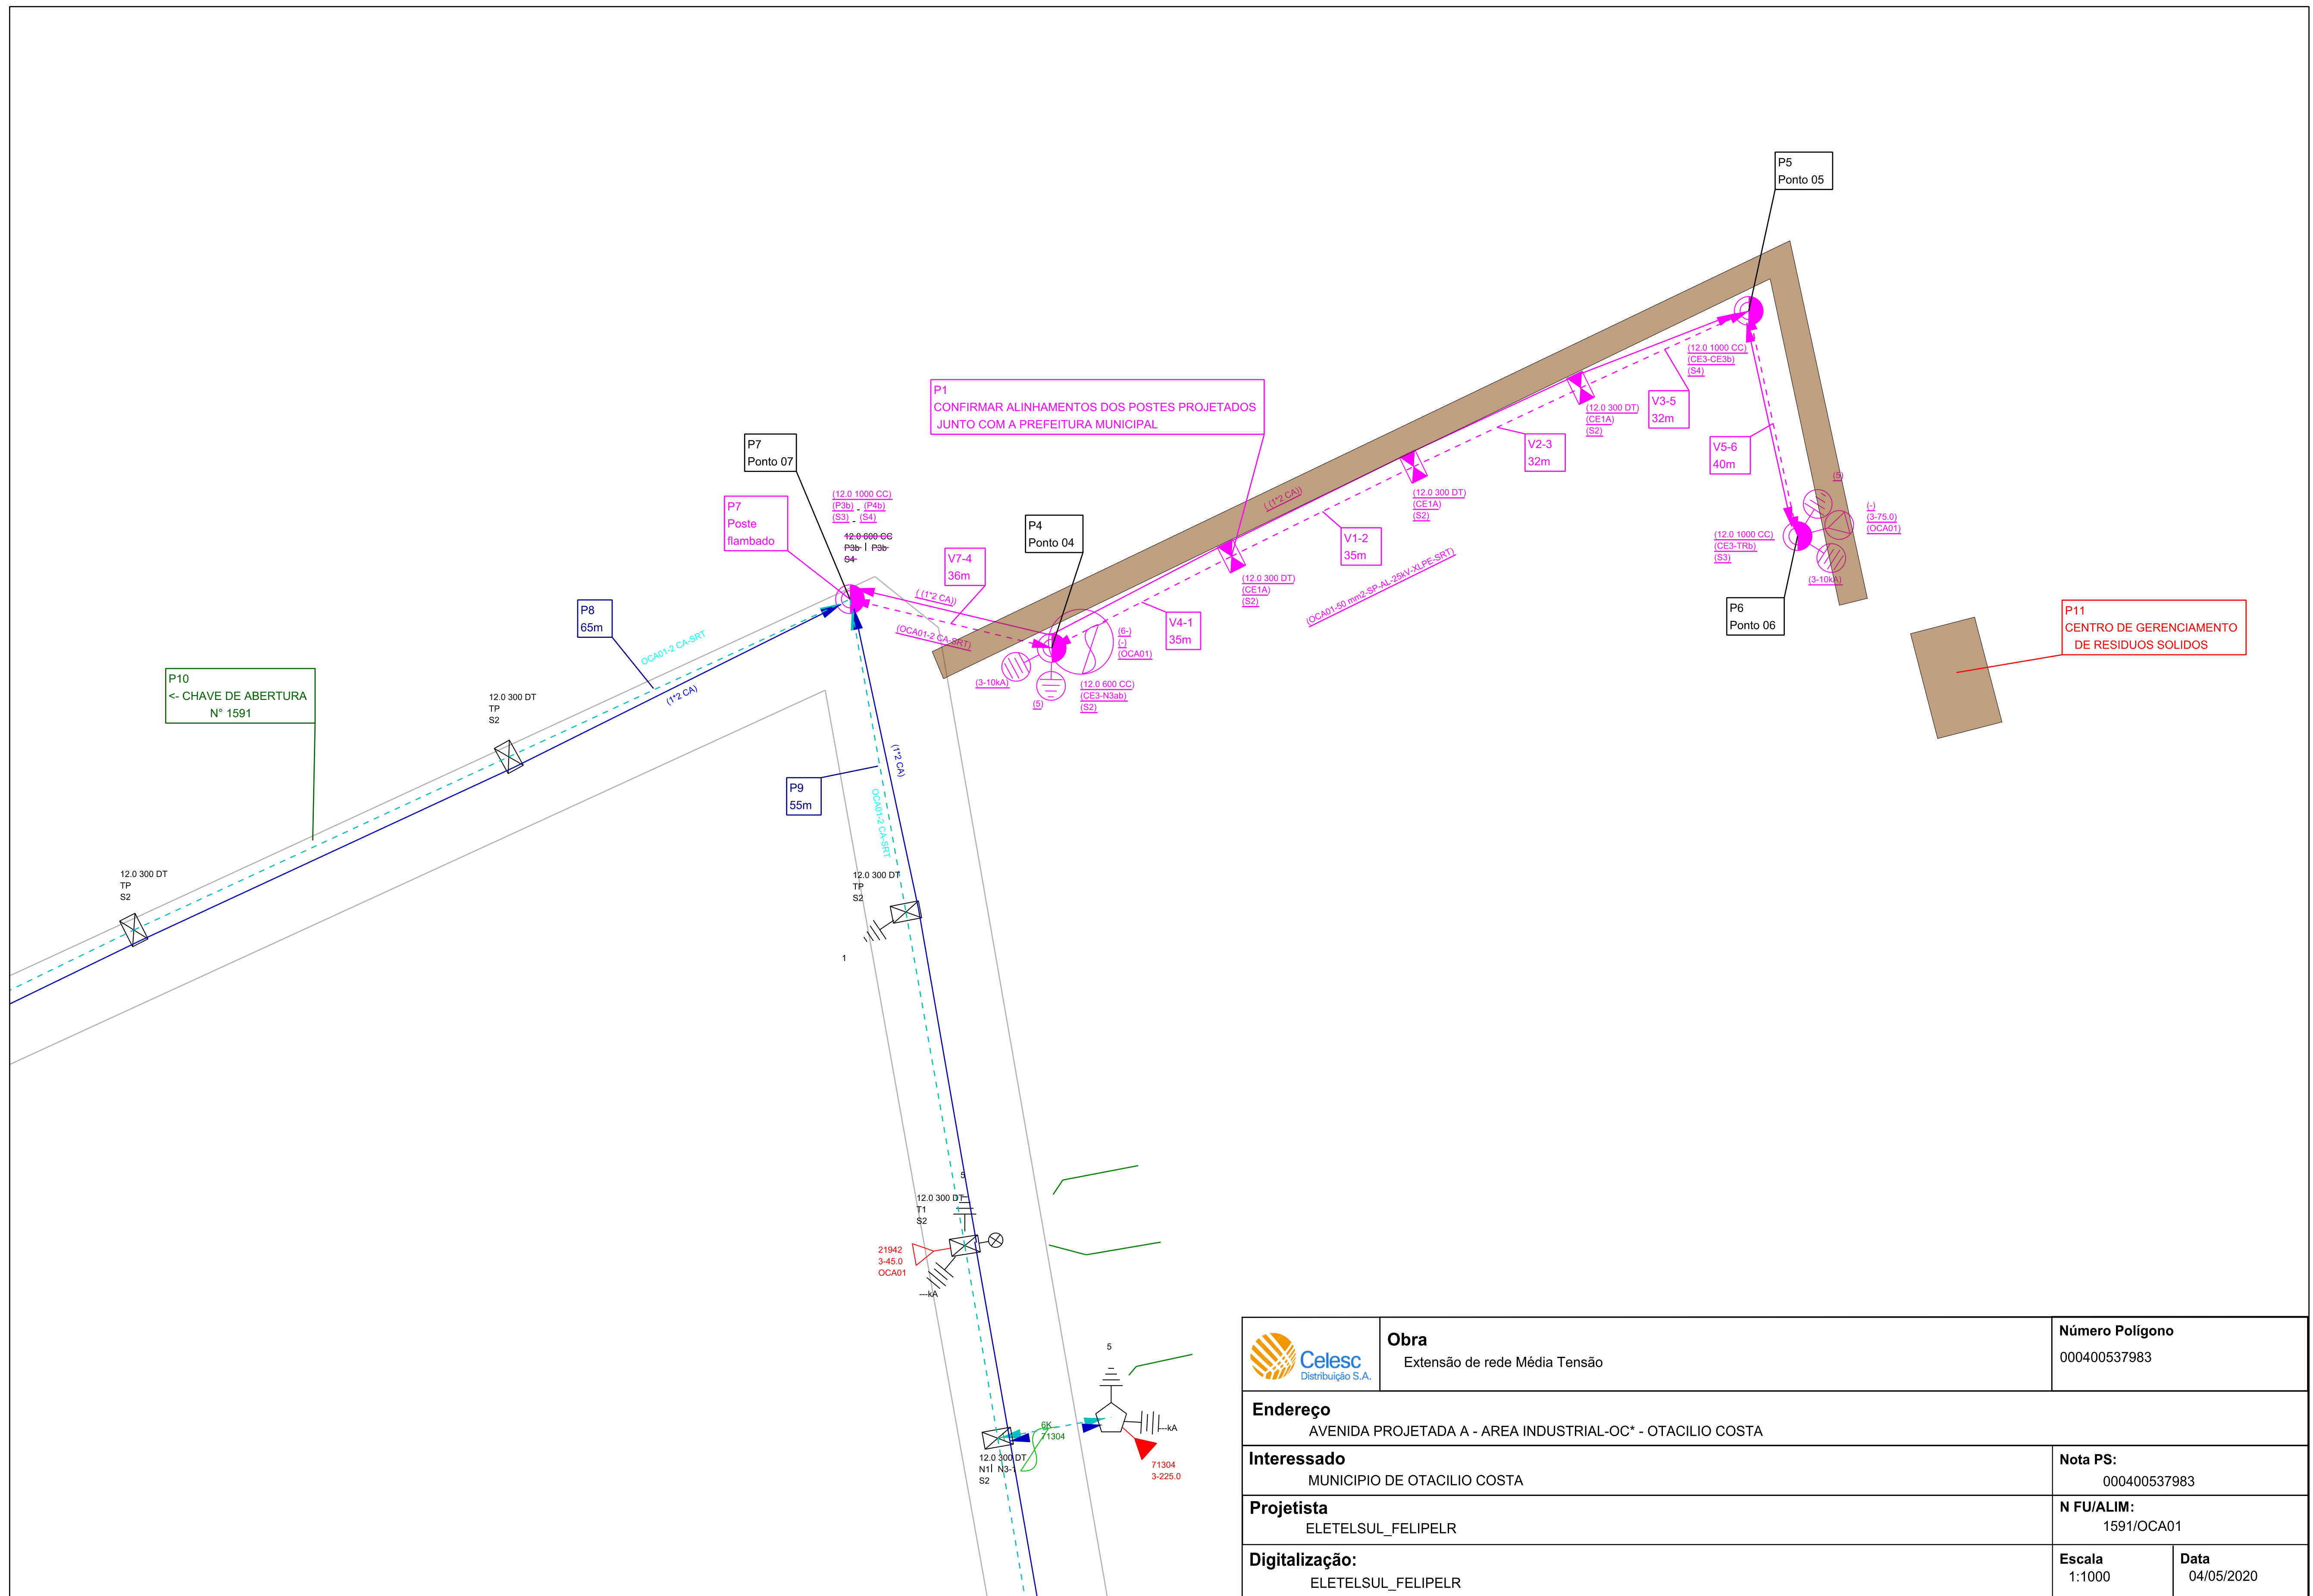 P5
Ponto 05
(12.0 1000 CC)
(CE3-CE3b)
(S4)
P1
CONFIRMAR ALINHAMENTOS DOS POSTES PROJETADOS
JUNTO COM A PREFEITURA MUNICIPAL
V3-5
32m
(12.0 300 DT)
(CE1A)
(S2)
V2-3
32m
V5-6
40m
P7
Ponto 07
(12.0 1000 CC)
(P3b) - (P4b)
(S3) - (S4)
12.0 600 CC
P3b | P3b
S4
P7
Poste
flambado
P4
Ponto 04
( (1*2 CA))
(12.0 300 DT)
(CE1A)
(S2)
(5)
(-)
(3-75.0)
(OCA01)
(12.0 1000 CC)
(CE3-TRb)
(S3)
(3-10kA)
V1-2
35m
V7-4
36m
( (1*2 CA))
(OCA01-2 CA-SRT)
(12.0 300 DT)
(CE1A)
(S2)
(OCA01-50 mm2-SP-AL-25kV-XLPE-SRT)
P8
65m
OCA01-2 CA-SRT
(1*2 CA)
V4-1
35m
(6-)
(-)
(OCA01)
(3-10kA)
(5)
(12.0 600 CC)
(CE3-N3ab)
(S2)
P6
Ponto 06
P11
CENTRO DE GERENCIAMENTO
DE RESIDUOS SOLIDOS
P10
<- CHAVE DE ABERTURA
N° 1591
12.0 300 DT
TP
S2
(1*2 CA)
P9
55m
OCA01-2 CA-SRT
12.0 300 DT
TP
S2
12.0 300 DT
TP
S2
1
5
12.0 300 DT
T1
S2
21942
3-45.0
OCA01
---kA
5
6K
71304
---kA
12.0 300 DT
N1| N3-1
S2
71304
3-225.0
Celesc
Distribuição S.A.
Obra
Extensão de rede Média Tensão
Número Polígono
000400537983
Endereço
AVENIDA PROJETADA A - AREA INDUSTRIAL-OC* - OTACILIO COSTA
Interessado
MUNICIPIO DE OTACILIO COSTA
Nota PS:
000400537983
Projetista
ELETELSUL_FELIPELR
N FU/ALIM:
1591/OCA01
Digitalização:
ELETELSUL_FELIPELR
Escala
1:1000
Data
04/05/2020